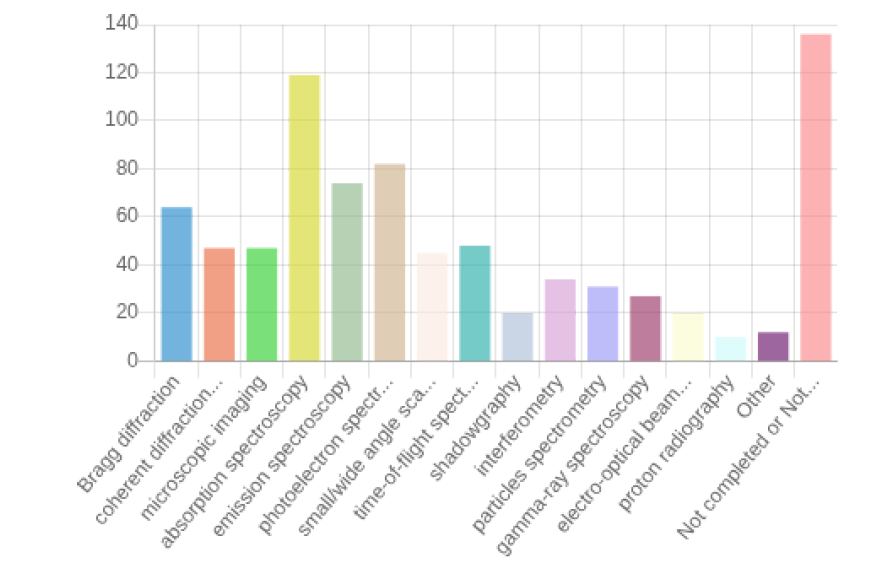 140
120
100
80
60
40
20
0
Bragg diffraction
coherent diffraction...
microscopic imaging
absorption spectroscopy
emission spectroscopy
photoelectron spectr...
small/wide angle sca...
time-of-flight spect...
shadowgraphy
interferometry
particles spectrometry
gamma-ray spectroscopy
electro-optical beam...
proton radiography
Other
Not completed or Not...